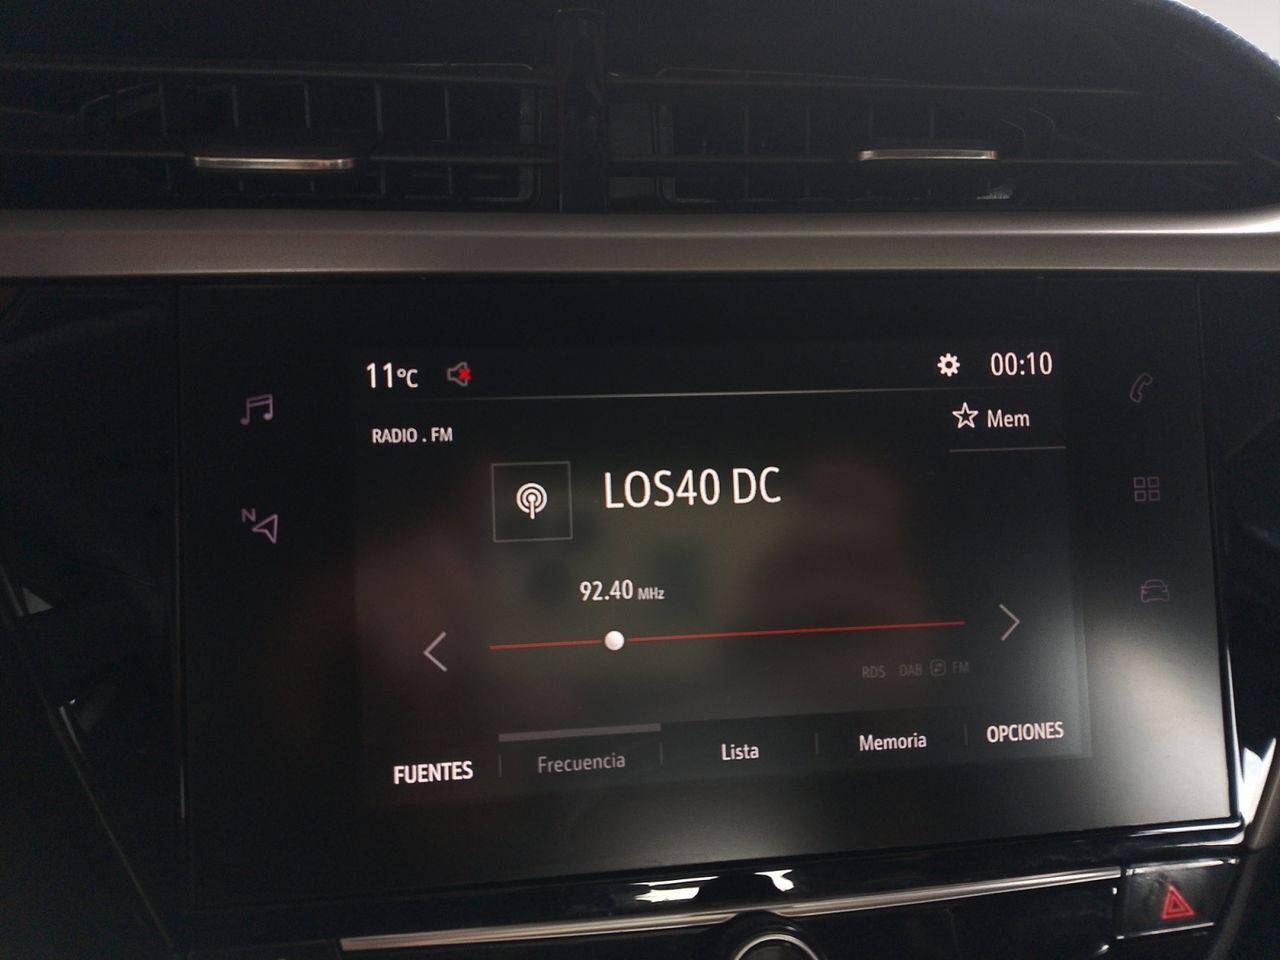 11°C
00:10
RADIO . FM
Mem
LOS40 DC
92.40 MHz
RDS DAB FM
FUENTES
Frecuencia
Lista
Memoria
OPCIONES
N